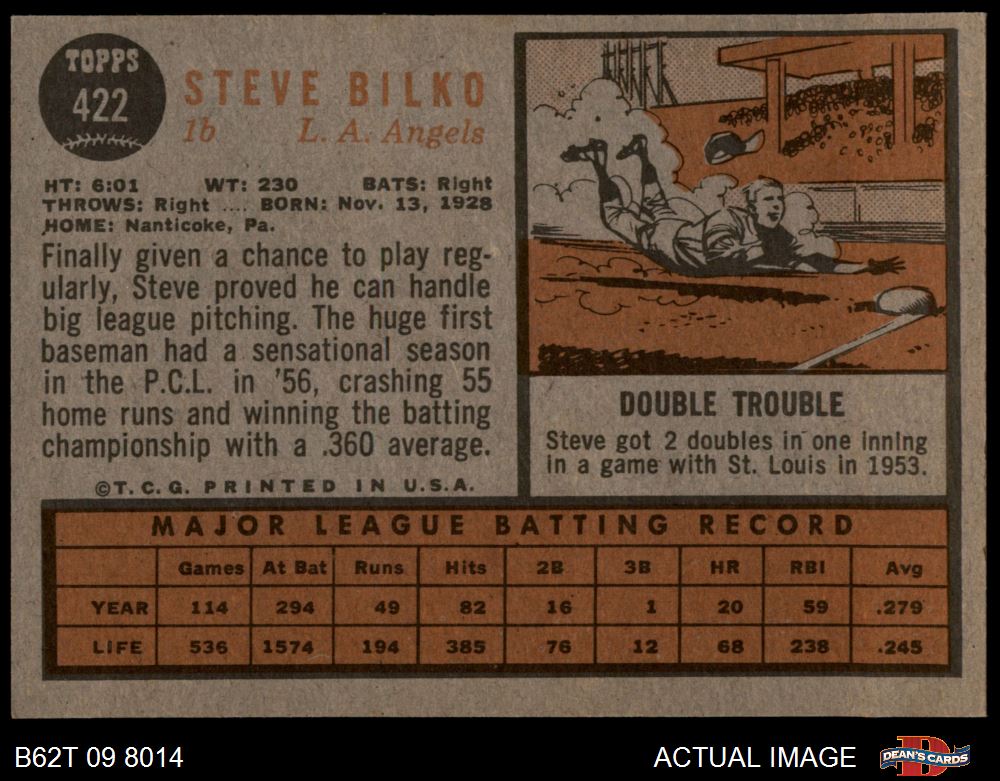 TOPPS
422
STEVE BILKO
1b L. A. Angels
HT: 6:01 WT: 230 BATS: Right
THROWS: Right .... BORN: Nov. 13, 1928
HOME: Nanticoke, Pa.
Finally given a chance to play reg-
ularly, Steve proved he can handle
big league pitching. The huge first
baseman had a sensational season
in the P.C.L. in '56, crashing 55
home runs and winning the batting
championship with a .360 average.
©T. C. G. PRINTED IN U.S.A.
DOUBLE TROUBLE
Steve got 2 doubles in one inning
in a game with St. Louis in 1953.
MAJOR LEAGUE BATTING RECORD
Games At Bat Runs Hits 2B 3B HR RBI Avg
YEAR 114 294 49 82 16 1 20 59 .279
LIFE 536 1574 194 385 76 12 68 238 .245
B62T 09 8014 ACTUAL IMAGE DEAN'S CARDS